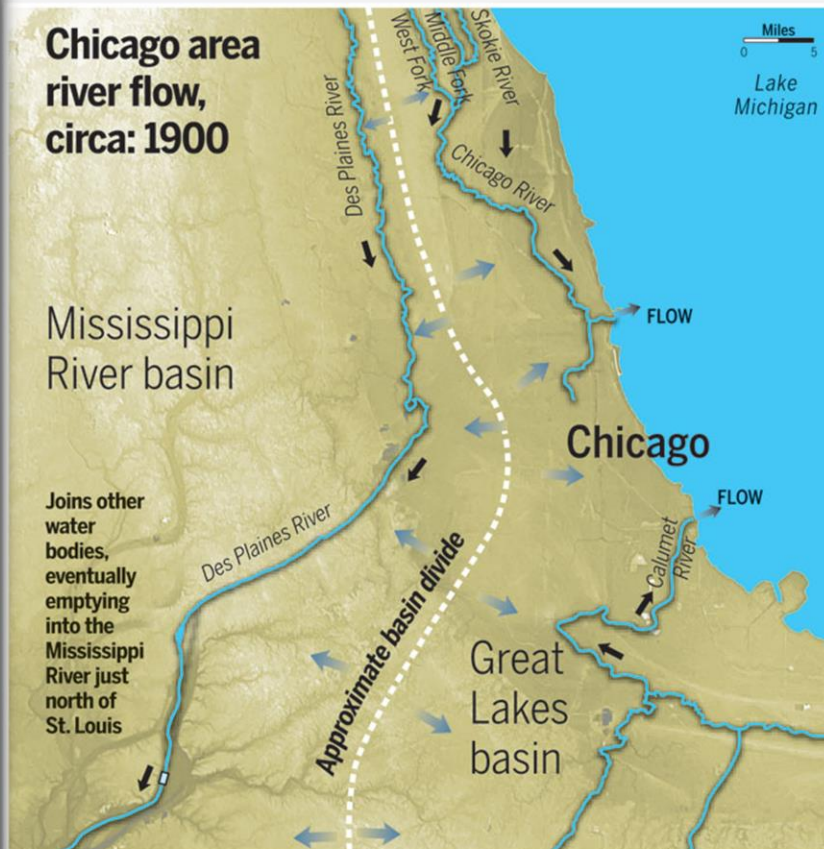 Chicago area
river flow,
circa: 1900
Miles
0 5
Lake
Michigan
West Fork
Middle Fork
Skokie River
Des Plaines River
Chicago River
FLOW
Mississippi
River basin
Chicago
FLOW
Calumet
River
Joins other
water
bodies,
eventually
emptying
into the
Mississippi
River just
north of
St. Louis
Des Plaines River
Approximate basin divide
Great
Lakes
basin